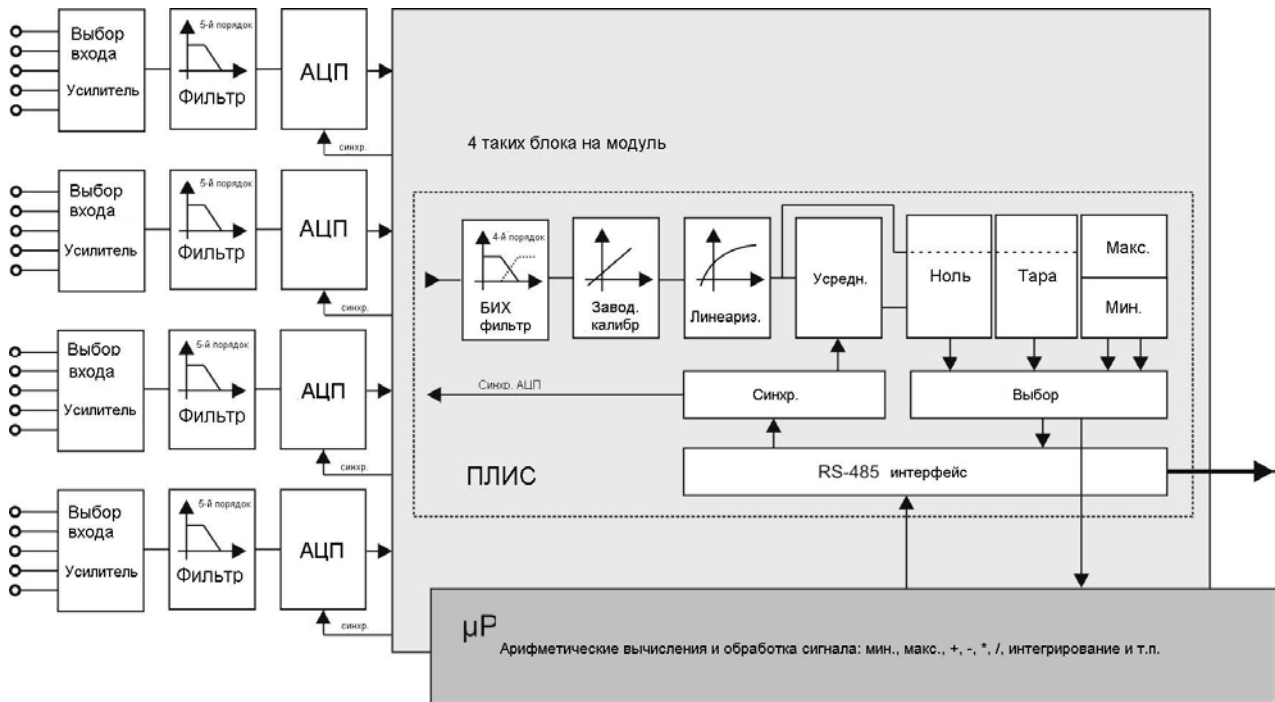 Выбор
входа
Усилитель
5-й порядок
Фильтр
АЦП
синхр.
Выбор
входа
Усилитель
5-й порядок
Фильтр
АЦП
синхр.
Выбор
входа
Усилитель
5-й порядок
Фильтр
АЦП
синхр.
Выбор
входа
Усилитель
5-й порядок
Фильтр
АЦП
синхр.
4 таких блока на модуль
4-й порядок
БИХ
фильтр
Завод.
калибр
Линеариз.
Усредн.
Ноль
Тара
Макс.
Мин.
Синхр. АЦП
Синхр.
Выбор
ПЛИС
RS-485 интерфейс
µP
Арифметические вычисления и обработка сигнала: мин., макс., +, -, *, /, интегрирование и т.п.